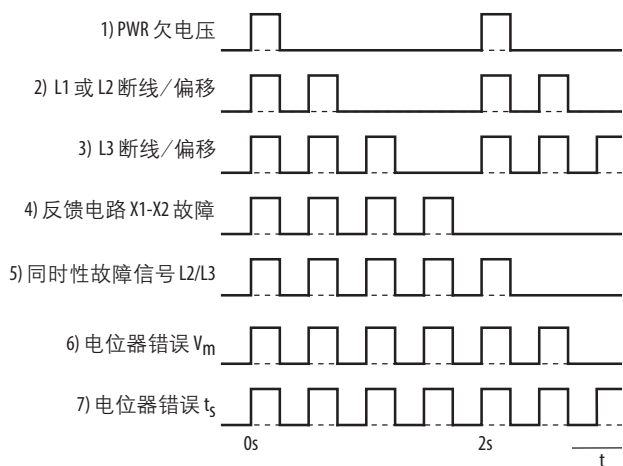 1) PWR 欠电压
2) L1 或 L2 断线／偏移
3) L3 断线／偏移
4) 反馈电路 X1-X2 故障
5) 同时性故障信号 L2/L3
6) 电位器错误 Vm
7) 电位器错误 ts
0s 2s
t